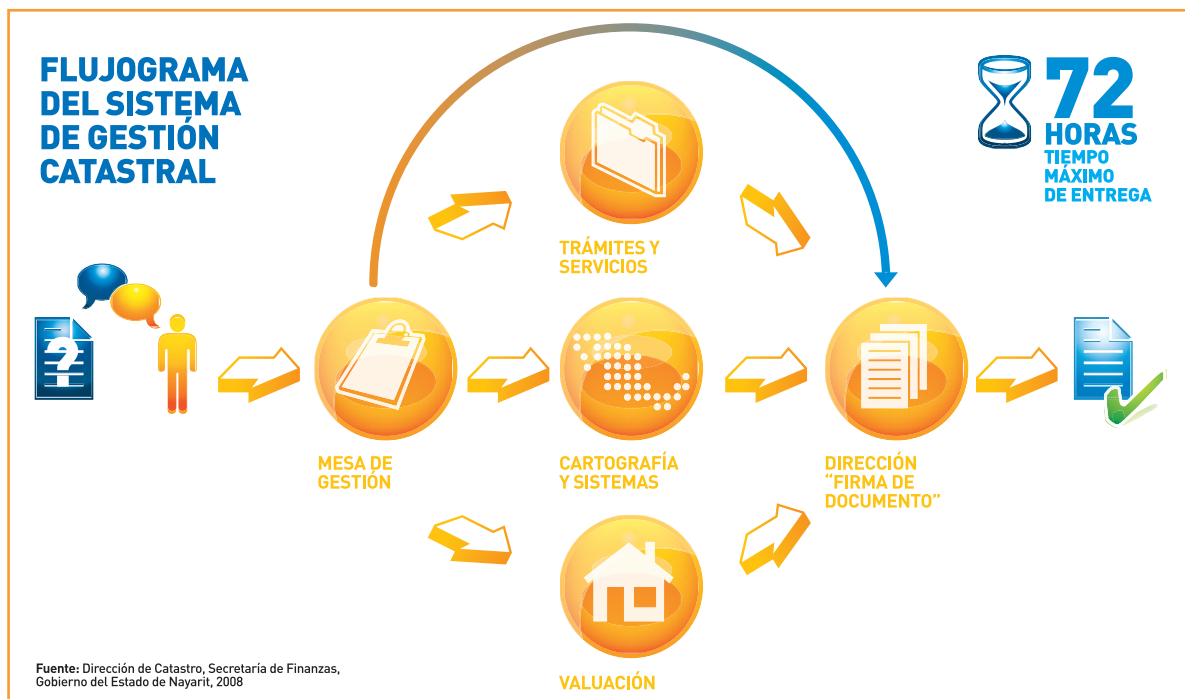 FLUJOGRAMA
DEL SISTEMA
DE GESTIÓN
CATASTRAL
72
HORAS
TIEMPO
MÁXIMO
DE ENTREGA
TRÁMITES Y
SERVICIOS
?
MESA DE
GESTIÓN
CARTOGRAFÍA
Y SISTEMAS
DIRECCIÓN
“FIRMA DE
DOCUMENTO”
VALUACIÓN
Fuente: Dirección de Catastro, Secretaría de Finanzas,
Gobierno del Estado de Nayarit, 2008